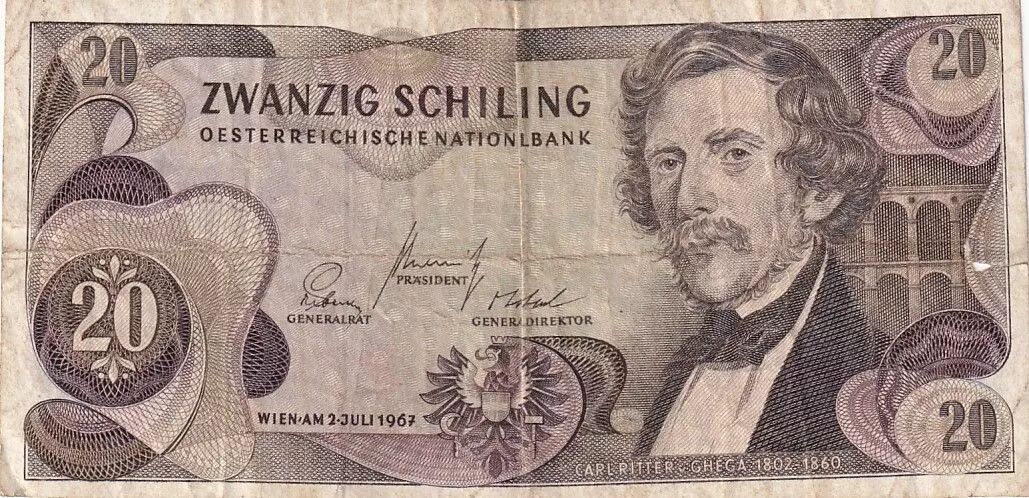 20
20
ZWANZIG SCHILING
OESTERREICHISCHE NATIONLBANK
PRÄSIDENT
GENERALRAT
GENERADIREKTOR
20
WIEN·AM 2·JULI 1967
20
CARL RITTER · GHEGA 1802-1860